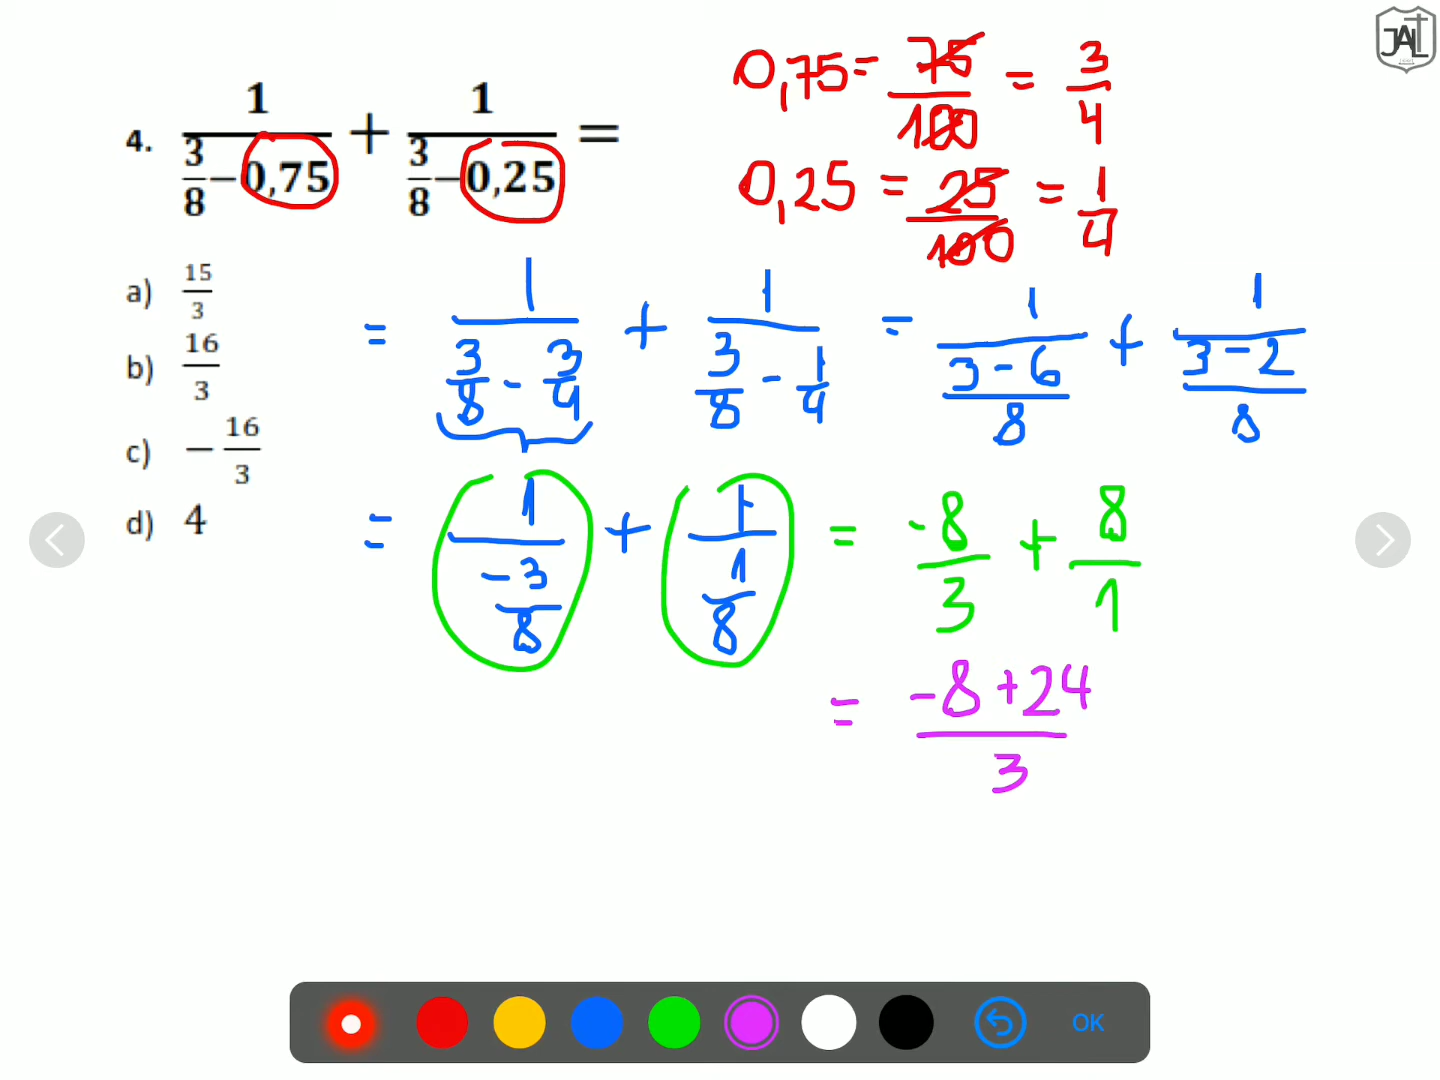 JALT
4. 1/(3/8−0,75) + 1/(3/8−0,25) =
0,75 = 75/100 = 3/4
0,25 = 25/100 = 1/4
a) 15/3
b) 16/3
c) −16/3
d) 4
= 1/(3/8 - 3/4) + 1/(3/8 - 1/4) = 1/((3-6)/8) + 1/((3-2)/8)
= 1/(-3/8) + 1/(1/8) = -8/3 + 8/1
= (-8+24)/3
OK